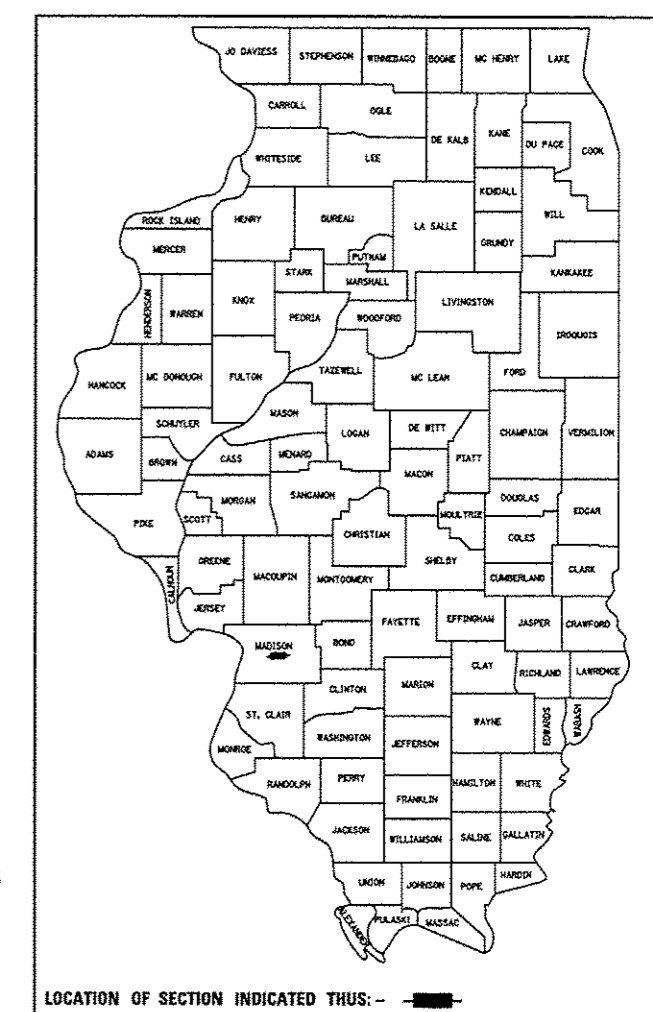 JO DAVIESS STEPHENSON WINNEBAGO BOONE MC HENRY LAKE
CARROLL OGLE DE KALB KANE DU PAGE COOK
WHITESIDE LEE
KENDALL WILL
ROCK ISLAND HENRY BUREAU LA SALLE GRUNDY
MERCER PUTNAM
STARK MARSHALL KANKAKEE
HENDERSON WARREN KNOX PEORIA WOODFORD LIVINGSTON
IROQUOIS
HANCOCK MC DONOUGH FULTON TAZEWELL MC LEAN FORD
MASON
SCHUYLER LOGAN DE WITT CHAMPAIGN VERMILION
ADAMS BROWN CASS MENARD MACON PIATT
PIKE SCOTT MORGAN SANGAMON MOULTRIE DOUGLAS EDGAR
CHRISTIAN COLES
CALHOUN GREENE MACOUPIN MONTGOMERY SHELBY CUMBERLAND CLARK
JERSEY
FAYETTE EFFINGHAM JASPER CRAWFORD
MADISON BOND
CLAY RICHLAND LAWRENCE
CLINTON MARION
ST. CLAIR WAYNE EDWARDS WABASH
MONROE WASHINGTON JEFFERSON
RANDOLPH PERRY HAMILTON WHITE
FRANKLIN
JACKSON WILLIAMSON SALINE GALLATIN
UNION JOHNSON POPE HARDIN
ALEXANDER PULASKI MASSAC
LOCATION OF SECTION INDICATED THUS: -